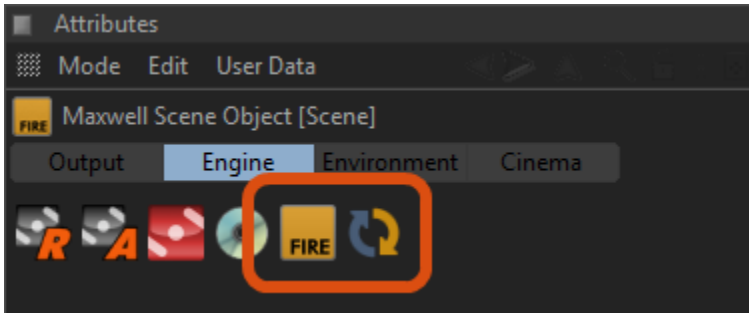 Attributes
Mode Edit User Data
FIRE Maxwell Scene Object [Scene]
Output Engine Environment Cinema
R A FIRE